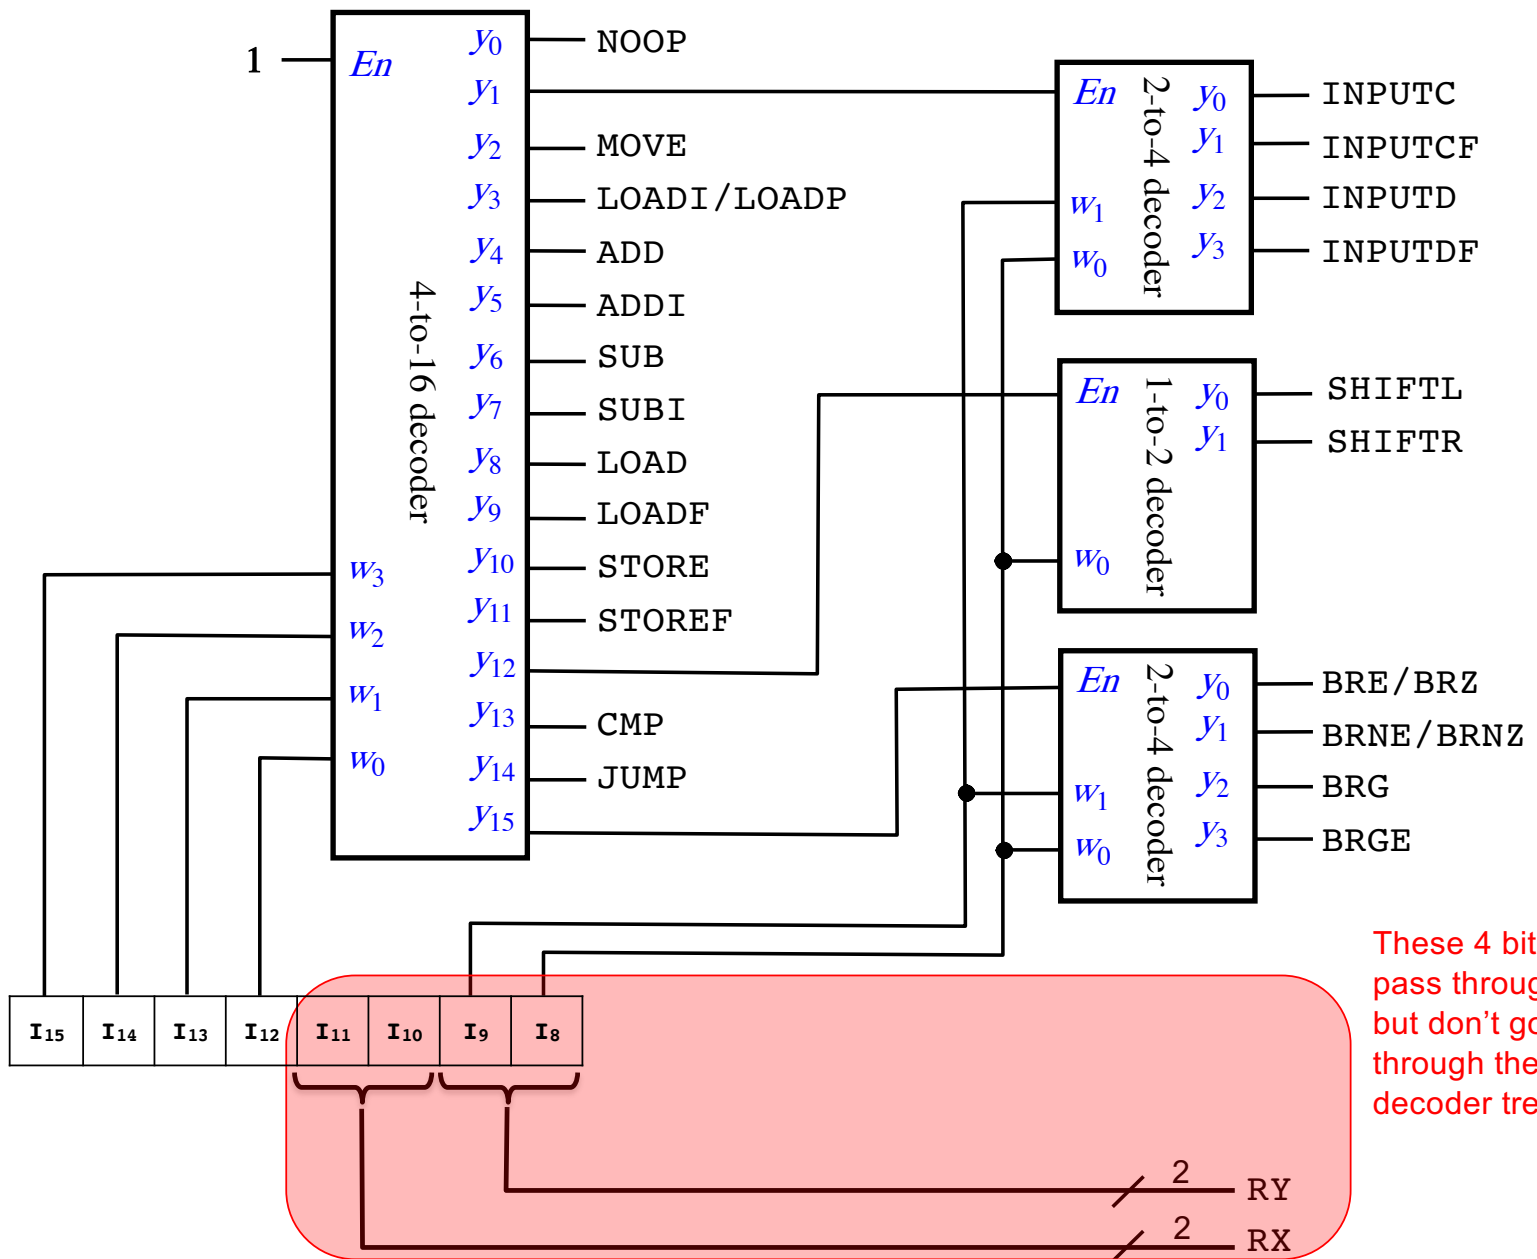 1
En
y0
y1
y2
y3
y4
y5
y6
y7
y8
y9
y10
y11
y12
y13
y14
y15
w3
w2
w1
w0
4-to-16 decoder
NOOP
MOVE
LOADI/LOADP
ADD
ADDI
SUB
SUBI
LOAD
LOADF
STORE
STOREF
CMP
JUMP
En
w1
w0
2-to-4 decoder
y0
y1
y2
y3
INPUTC
INPUTCF
INPUTD
INPUTDF
En
w0
1-to-2 decoder
y0
y1
SHIFTL
SHIFTR
En
w1
w0
2-to-4 decoder
y0
y1
y2
y3
BRE/BRZ
BRNE/BRNZ
BRG
BRGE
I15 I14 I13 I12 I11 I10 I9 I8
These 4 bit
pass throug
but don't go
through the
decoder tre
2
RY
2
RX